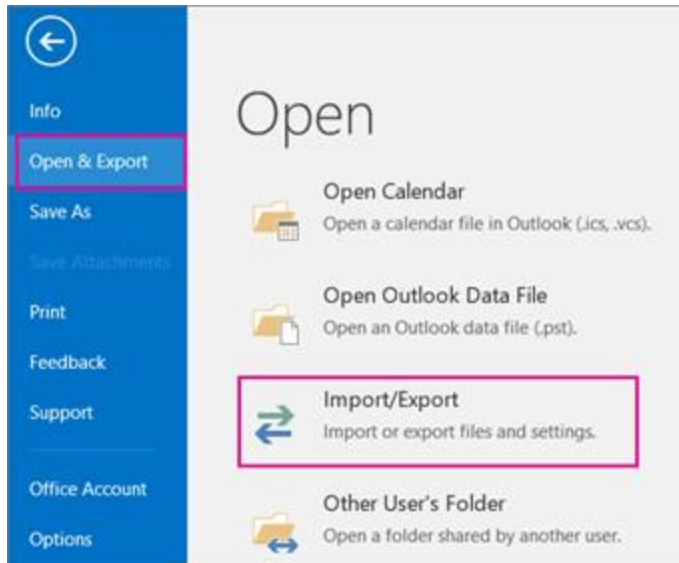 Info
Open & Export
Save As
Save Attachments
Print
Feedback
Support
Office Account
Options
Open
Open Calendar
Open a calendar file in Outlook (.ics, .vcs).
Open Outlook Data File
Open an Outlook data file (.pst).
Import/Export
Import or export files and settings.
Other User's Folder
Open a folder shared by another user.